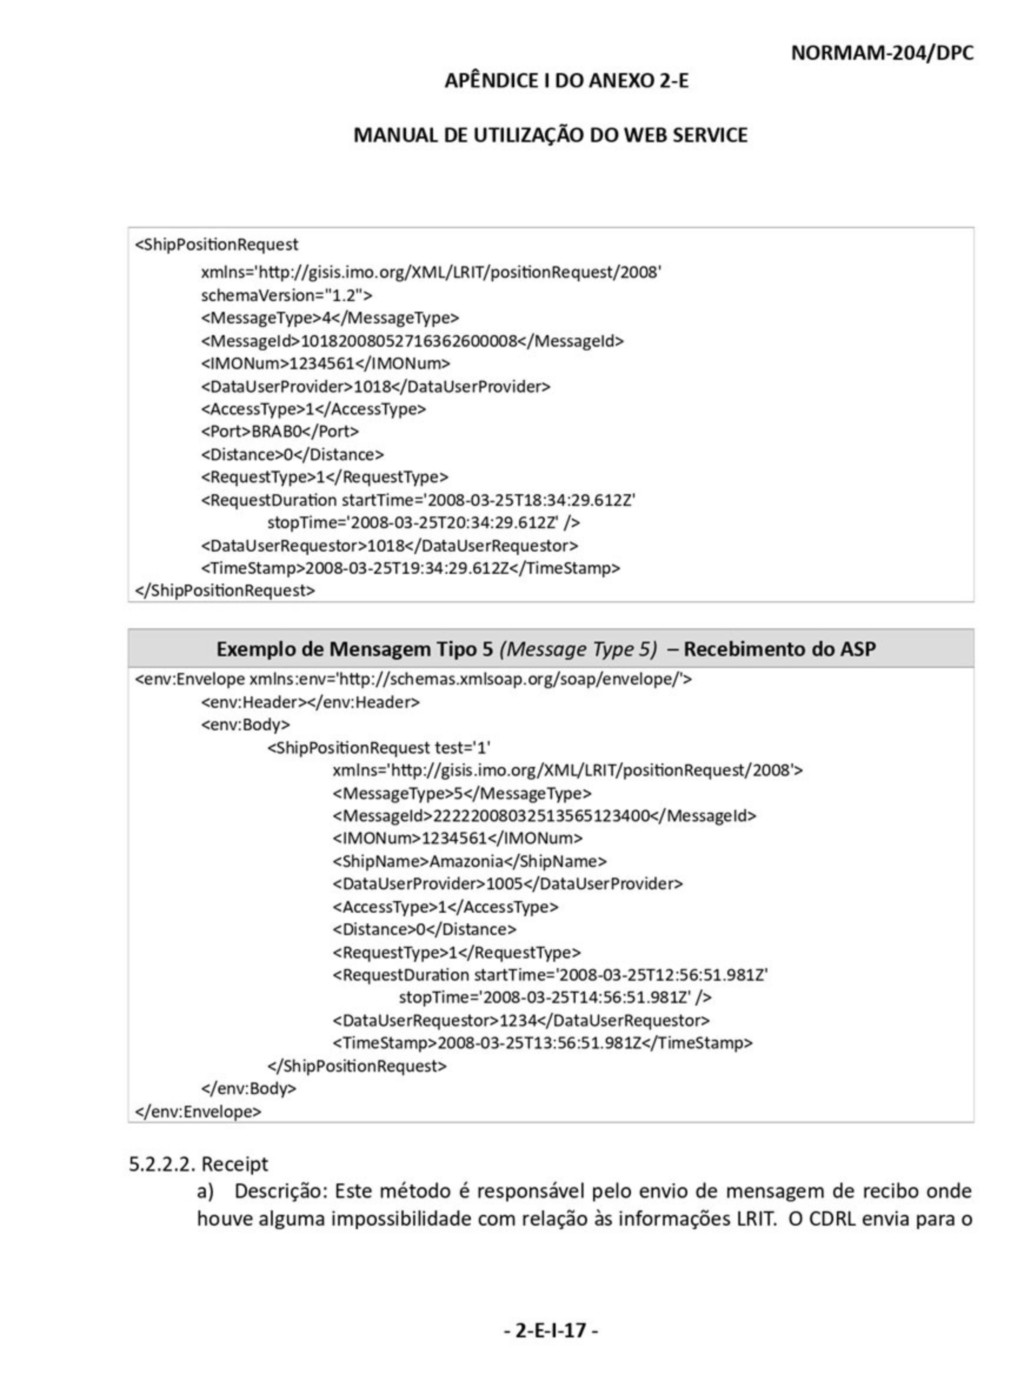 NORMAM-204/DPC
APÊNDICE I DO ANEXO 2-E
MANUAL DE UTILIZAÇÃO DO WEB SERVICE
<ShipPositionRequest
xmlns='http://gisis.imo.org/XML/LRIT/positionRequest/2008'
schemaVersion="1.2">
<MessageType>4</MessageType>
<MessageId>10182008052716362600008</MessageId>
<IMONum>1234561</IMONum>
<DataUserProvider>1018</DataUserProvider>
<AccessType>1</AccessType>
<Port>BRAB0</Port>
<Distance>0</Distance>
<RequestType>1</RequestType>
<RequestDuration startTime='2008-03-25T18:34:29.612Z'
stopTime='2008-03-25T20:34:29.612Z' />
<DataUserRequestor>1018</DataUserRequestor>
<TimeStamp>2008-03-25T19:34:29.612Z</TimeStamp>
</ShipPositionRequest>
Exemplo de Mensagem Tipo 5 (Message Type 5) – Recebimento do ASP
<env:Envelope xmlns:env='http://schemas.xmlsoap.org/soap/envelope/'>
<env:Header></env:Header>
<env:Body>
<ShipPositionRequest test='1'
xmlns='http://gisis.imo.org/XML/LRIT/positionRequest/2008'>
<MessageType>5</MessageType>
<MessageId>22222008032513565123400</MessageId>
<IMONum>1234561</IMONum>
<ShipName>Amazonia</ShipName>
<DataUserProvider>1005</DataUserProvider>
<AccessType>1</AccessType>
<Distance>0</Distance>
<RequestType>1</RequestType>
<RequestDuration startTime='2008-03-25T12:56:51.981Z'
stopTime='2008-03-25T14:56:51.981Z' />
<DataUserRequestor>1234</DataUserRequestor>
<TimeStamp>2008-03-25T13:56:51.981Z</TimeStamp>
</ShipPositionRequest>
</env:Body>
</env:Envelope>
5.2.2.2. Receipt
a) Descrição: Este método é responsável pelo envio de mensagem de recibo onde
houve alguma impossibilidade com relação às informações LRIT. O CDRL envia para o
- 2-E-I-17 -